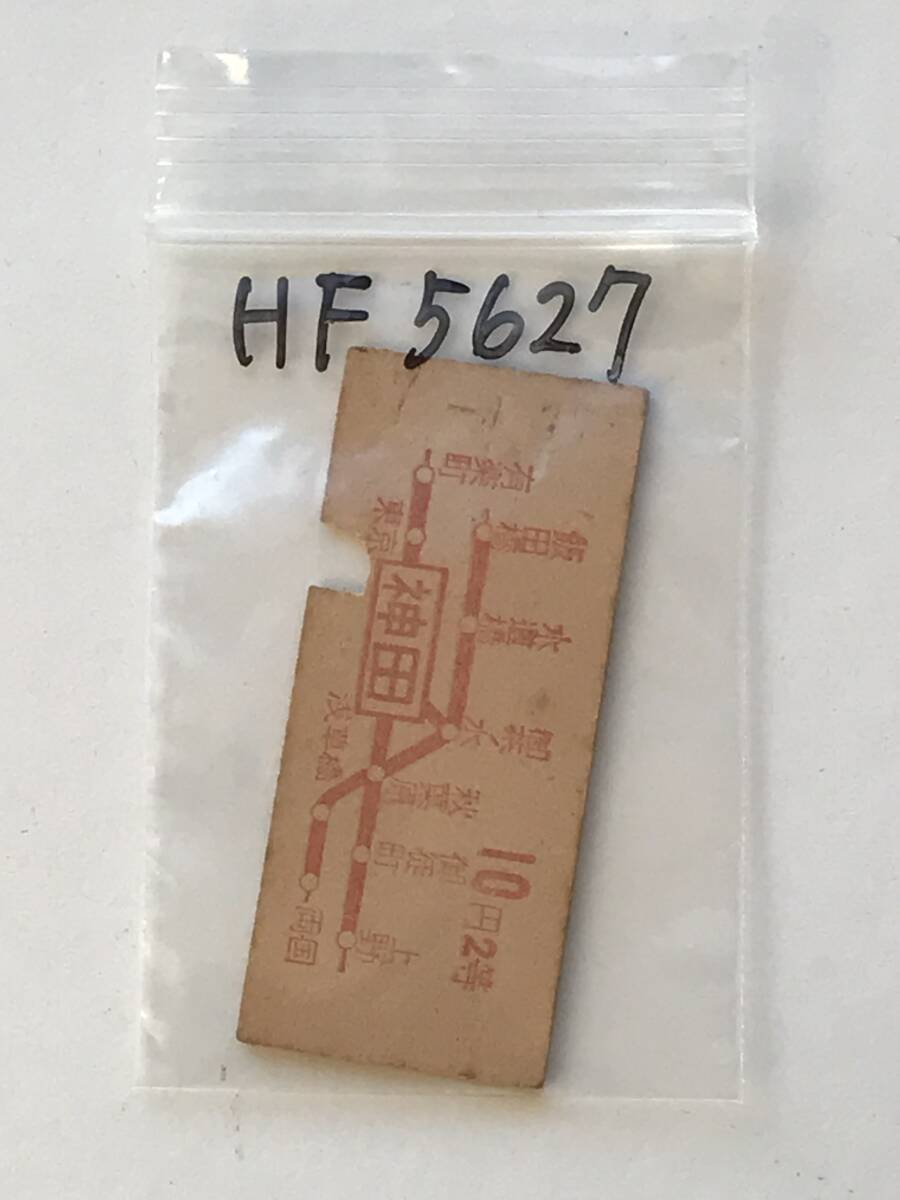 HF 5627
有楽町
東京
神田
飯田橋
水道橋
御茶ノ水
浅草橋
秋葉原
御徒町
両国
上野
10円2等